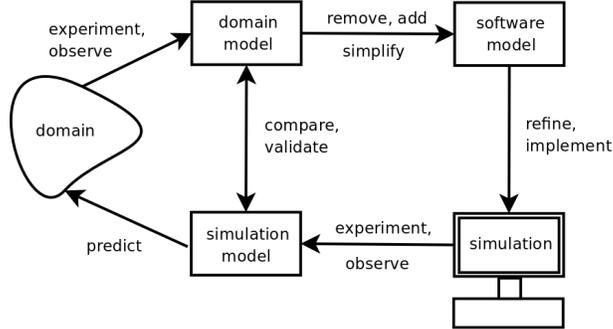 experiment,
observe
domain
model
remove, add
simplify
software
model
domain
compare,
validate
refine,
implement
predict
simulation
model
experiment,
observe
simulation